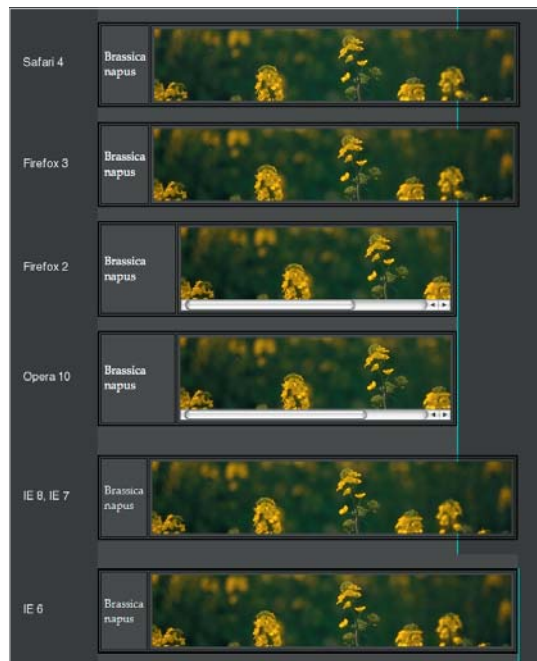 Safari 4
Brassica
napus
Firefox 3
Brassica
napus
Firefox 2
Brassica
napus
Opera 10
Brassica
napus
IE 8, IE 7
Brassica
napus
IE 6
Brassica
napus